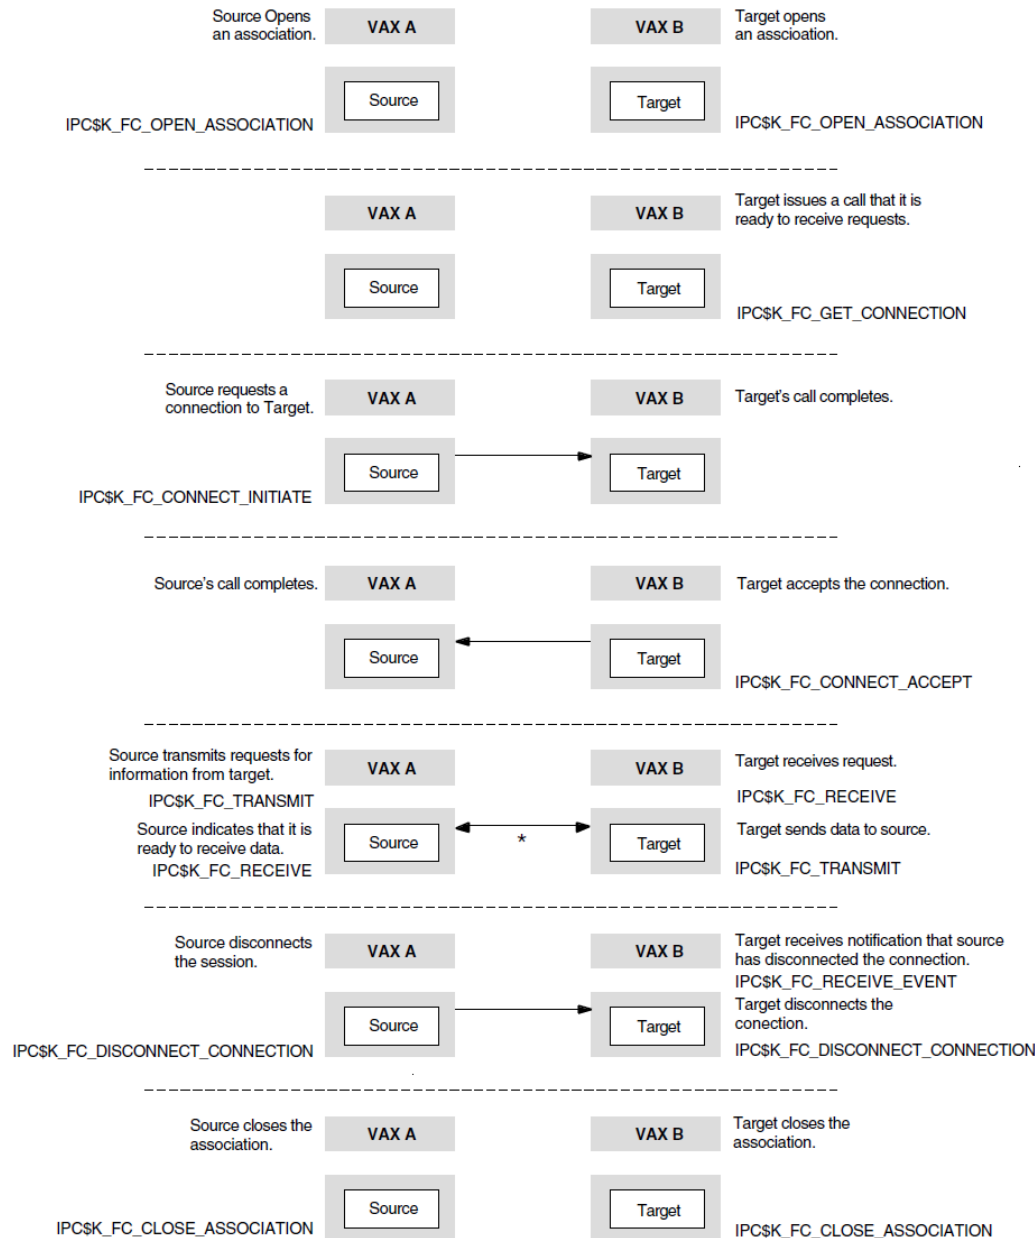 Source Opens
an association.
VAX A
VAX B
Target opens
an asscioation.
Source
Target
IPC$K_FC_OPEN_ASSOCIATION
IPC$K_FC_OPEN_ASSOCIATION
VAX A
VAX B
Target issues a call that it is
ready to receive requests.
Source
Target
IPC$K_FC_GET_CONNECTION
Source requests a
connection to Target.
VAX A
VAX B
Target's call completes.
Source
Target
IPC$K_FC_CONNECT_INITIATE
Source's call completes.
VAX A
VAX B
Target accepts the connection.
Source
Target
IPC$K_FC_CONNECT_ACCEPT
Source transmits requests for
information from target.
VAX A
VAX B
Target receives request.
IPC$K_FC_TRANSMIT
IPC$K_FC_RECEIVE
Source indicates that it is
ready to receive data.
Source
*
Target
Target sends data to source.
IPC$K_FC_RECEIVE
IPC$K_FC_TRANSMIT
Source disconnects
the session.
VAX A
VAX B
Target receives notification that source
has disconnected the connection.
IPC$K_FC_RECEIVE_EVENT
Source
Target
Target disconnects the
conection.
IPC$K_FC_DISCONNECT_CONNECTION
IPC$K_FC_DISCONNECT_CONNECTION
Source closes the
association.
VAX A
VAX B
Target closes the
association.
Source
Target
IPC$K_FC_CLOSE_ASSOCIATION
IPC$K_FC_CLOSE_ASSOCIATION